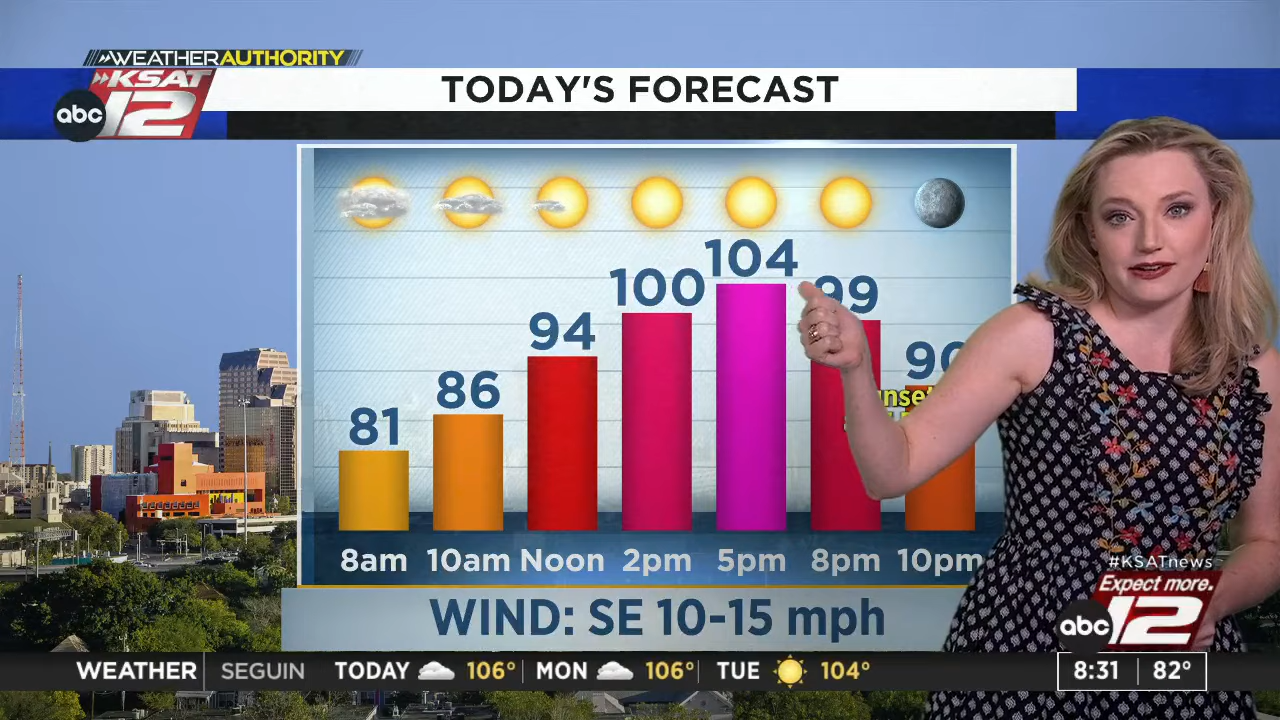 WEATHERAUTHORITY
KSAT
abc 12
TODAY'S FORECAST
81 86 94 100 104 99 90
8am 10am Noon 2pm 5pm 8pm 10pm
WIND: SE 10-15 mph
#KSATnews
Expect more.
abc 12
WEATHER SEGUIN TODAY 106° MON 106° TUE 104° 8:31 82°